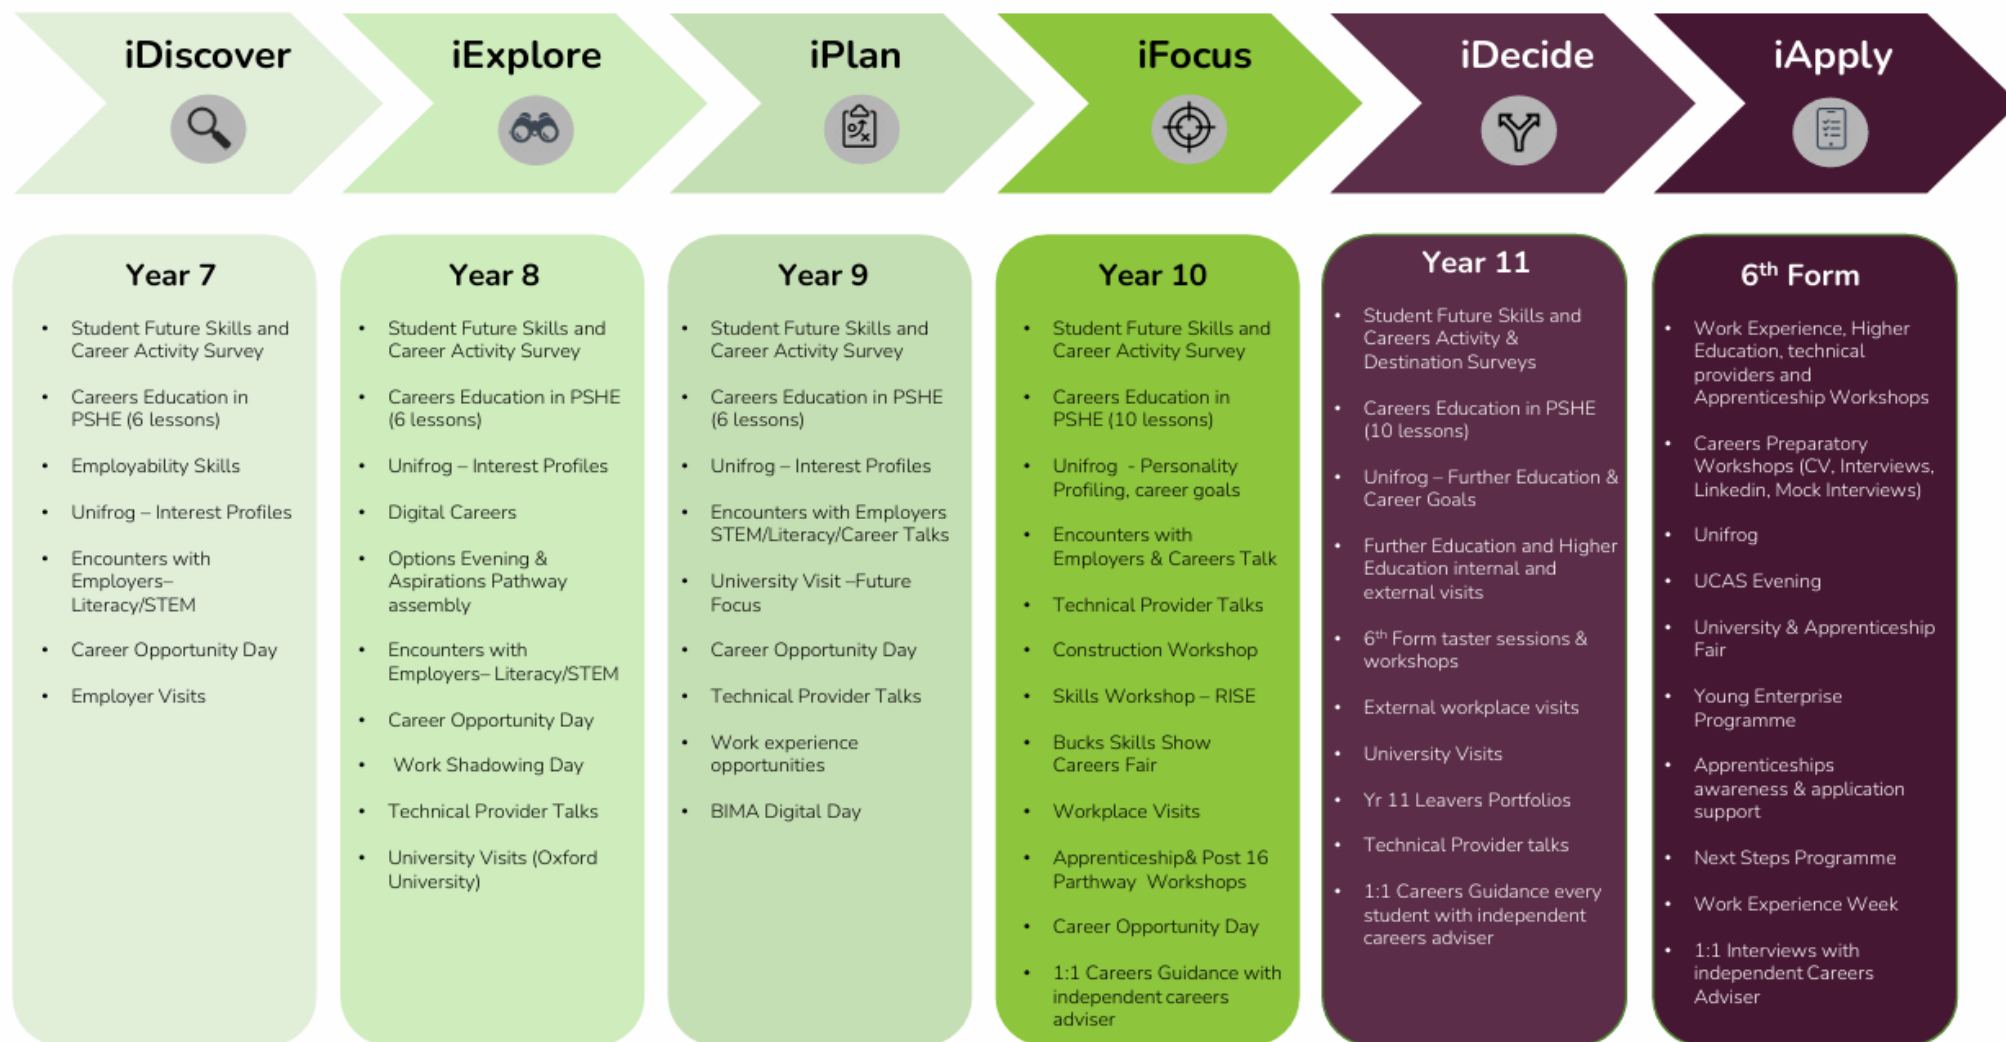 iDiscover
iExplore
iPlan
iFocus
iDecide
iApply
Year 7
• Student Future Skills and
Career Activity Survey
• Careers Education in
PSHE (6 lessons)
• Employability Skills
• Unifrog – Interest Profiles
• Encounters with
Employers–
Literacy/STEM
• Career Opportunity Day
• Employer Visits
Year 8
• Student Future Skills and
Career Activity Survey
• Careers Education in PSHE
(6 lessons)
• Unifrog – Interest Profiles
• Digital Careers
• Options Evening &
Aspirations Pathway
assembly
• Encounters with
Employers– Literacy/STEM
• Career Opportunity Day
• Work Shadowing Day
• Technical Provider Talks
• University Visits (Oxford
University)
Year 9
• Student Future Skills and
Career Activity Survey
• Careers Education in PSHE
(6 lessons)
• Unifrog – Interest Profiles
• Encounters with Employers
STEM/Literacy/Career Talks
• University Visit –Future
Focus
• Career Opportunity Day
• Technical Provider Talks
• Work experience
opportunities
• BIMA Digital Day
Year 10
• Student Future Skills and
Career Activity Survey
• Careers Education in
PSHE (10 lessons)
• Unifrog - Personality
Profiling, career goals
• Encounters with
Employers & Careers Talk
• Technical Provider Talks
• Construction Workshop
• Skills Workshop – RISE
• Bucks Skills Show
Careers Fair
• Workplace Visits
• Apprenticeship& Post 16
Parthway Workshops
• Career Opportunity Day
• 1:1 Careers Guidance with
independent careers
adviser
Year 11
• Student Future Skills and
Careers Activity &
Destination Surveys
• Careers Education in PSHE
(10 lessons)
• Unifrog – Further Education &
Career Goals
• Further Education and Higher
Education internal and
external visits
• 6th Form taster sessions &
workshops
• External workplace visits
• University Visits
• Yr 11 Leavers Portfolios
• Technical Provider talks
• 1:1 Careers Guidance every
student with independent
careers adviser
6th Form
• Work Experience, Higher
Education, technical
providers and
Apprenticeship Workshops
• Careers Preparatory
Workshops (CV, Interviews,
Linkedin, Mock Interviews)
• Unifrog
• UCAS Evening
• University & Apprenticeship
Fair
• Young Enterprise
Programme
• Apprenticeships
awareness & application
support
• Next Steps Programme
• Work Experience Week
• 1:1 Interviews with
independent Careers
Adviser